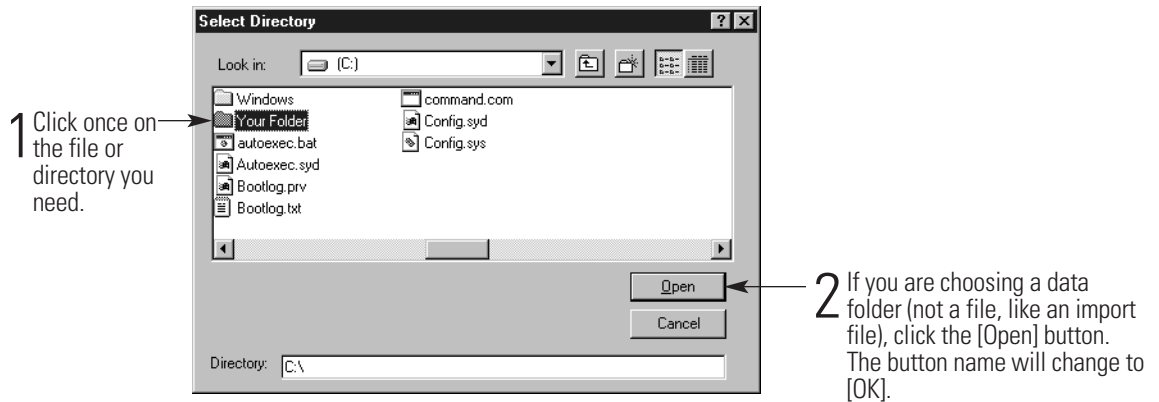 Select Directory
Look in: (C:)
Windows
Your Folder
autoexec.bat
Autoexec.syd
Bootlog.prv
Bootlog.txt
command.com
Config.syd
Config.sys
1 Click once on
the file or
directory you
need.
Open
Cancel
2 If you are choosing a data
folder (not a file, like an import
file), click the [Open] button.
The button name will change to
[OK].
Directory: C:\